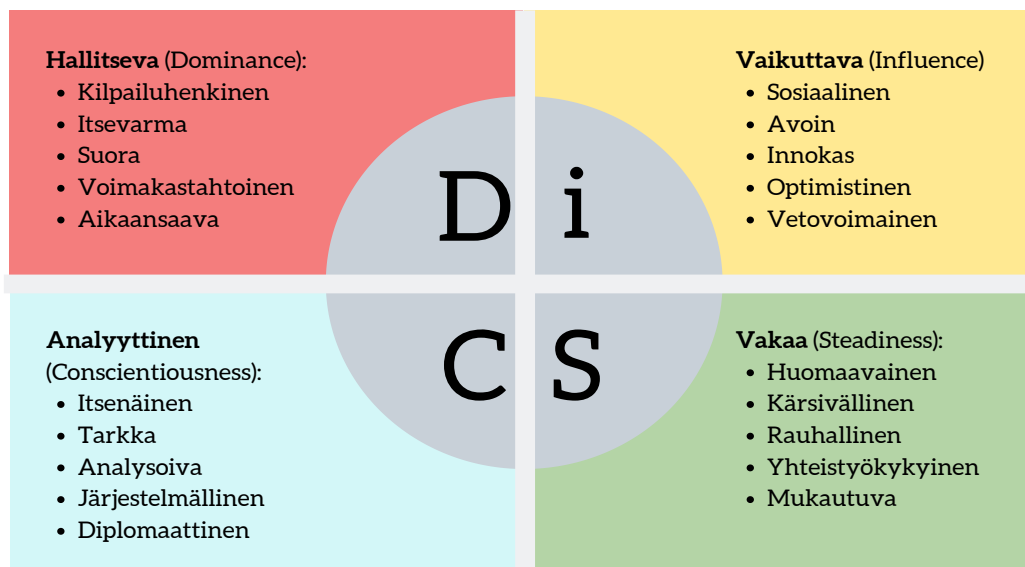 Hallitseva (Dominance):
• Kilpailuhenkinen
• Itsevarma
• Suora
• Voimakastahtoinen
• Aikaansaava
Vaikuttava (Influence)
• Sosiaalinen
• Avoin
• Innokas
• Optimistinen
• Vetovoimainen
D i
C S
Analyyttinen
(Conscientiousness):
• Itsenäinen
• Tarkka
• Analysoiva
• Järjestelmällinen
• Diplomaattinen
Vakaa (Steadiness):
• Huomaavainen
• Kärsivällinen
• Rauhallinen
• Yhteistyökykyinen
• Mukautuva